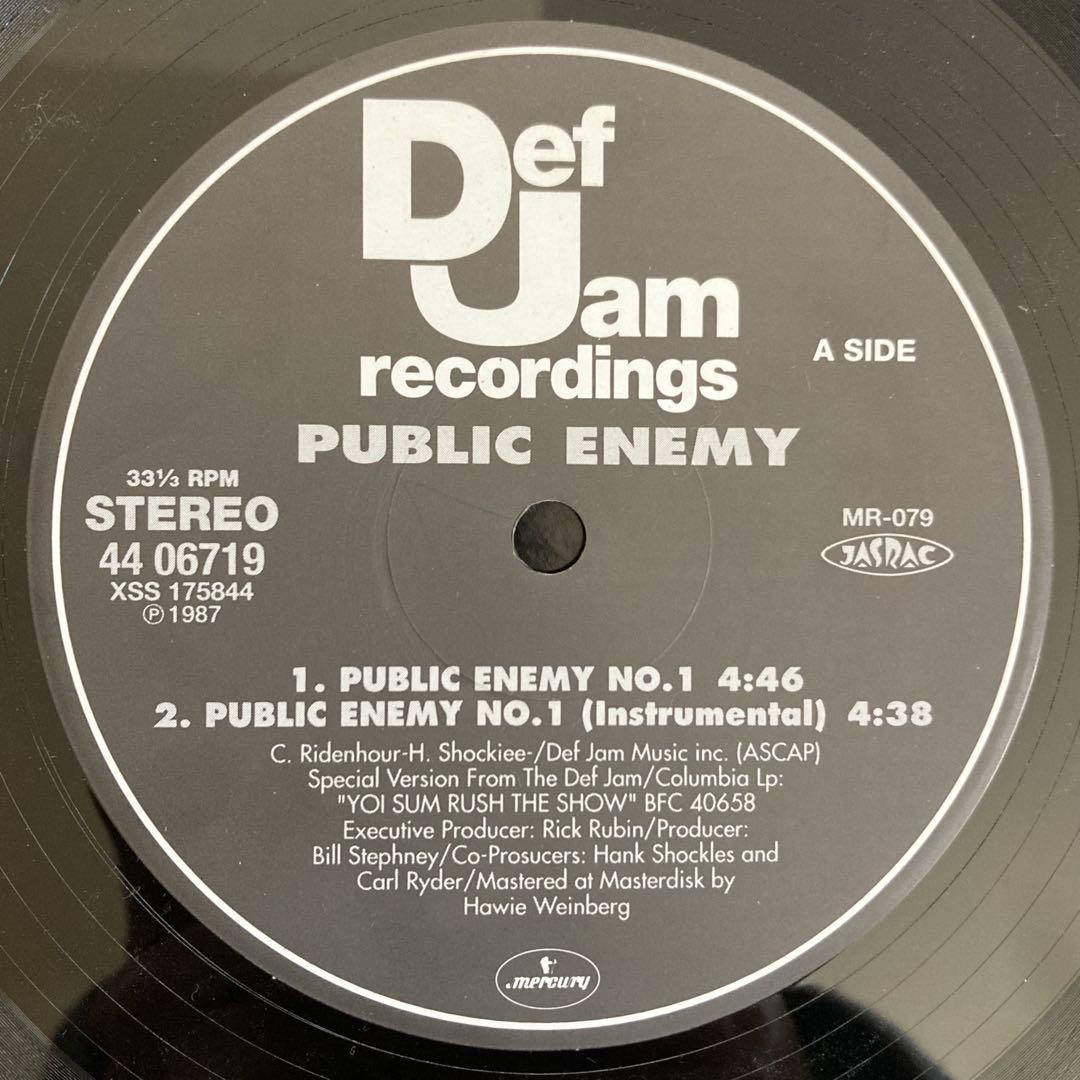 Def
Jam
recordings
A SIDE
PUBLIC ENEMY
33⅓ RPM
STEREO
44 06719
XSS 175844
Ⓟ 1987
MR-079
JASRAC
1. PUBLIC ENEMY NO.1 4:46
2. PUBLIC ENEMY NO.1 (Instrumental) 4:38
C. Ridenhour-H. Shockiee-/Def Jam Music inc. (ASCAP)
Special Version From The Def Jam/Columbia Lp:
"YOI SUM RUSH THE SHOW" BFC 40658
Executive Producer: Rick Rubin/Producer:
Bill Stephney/Co-Prosucers: Hank Shockles and
Carl Ryder/Mastered at Masterdisk by
Hawie Weinberg
mercury